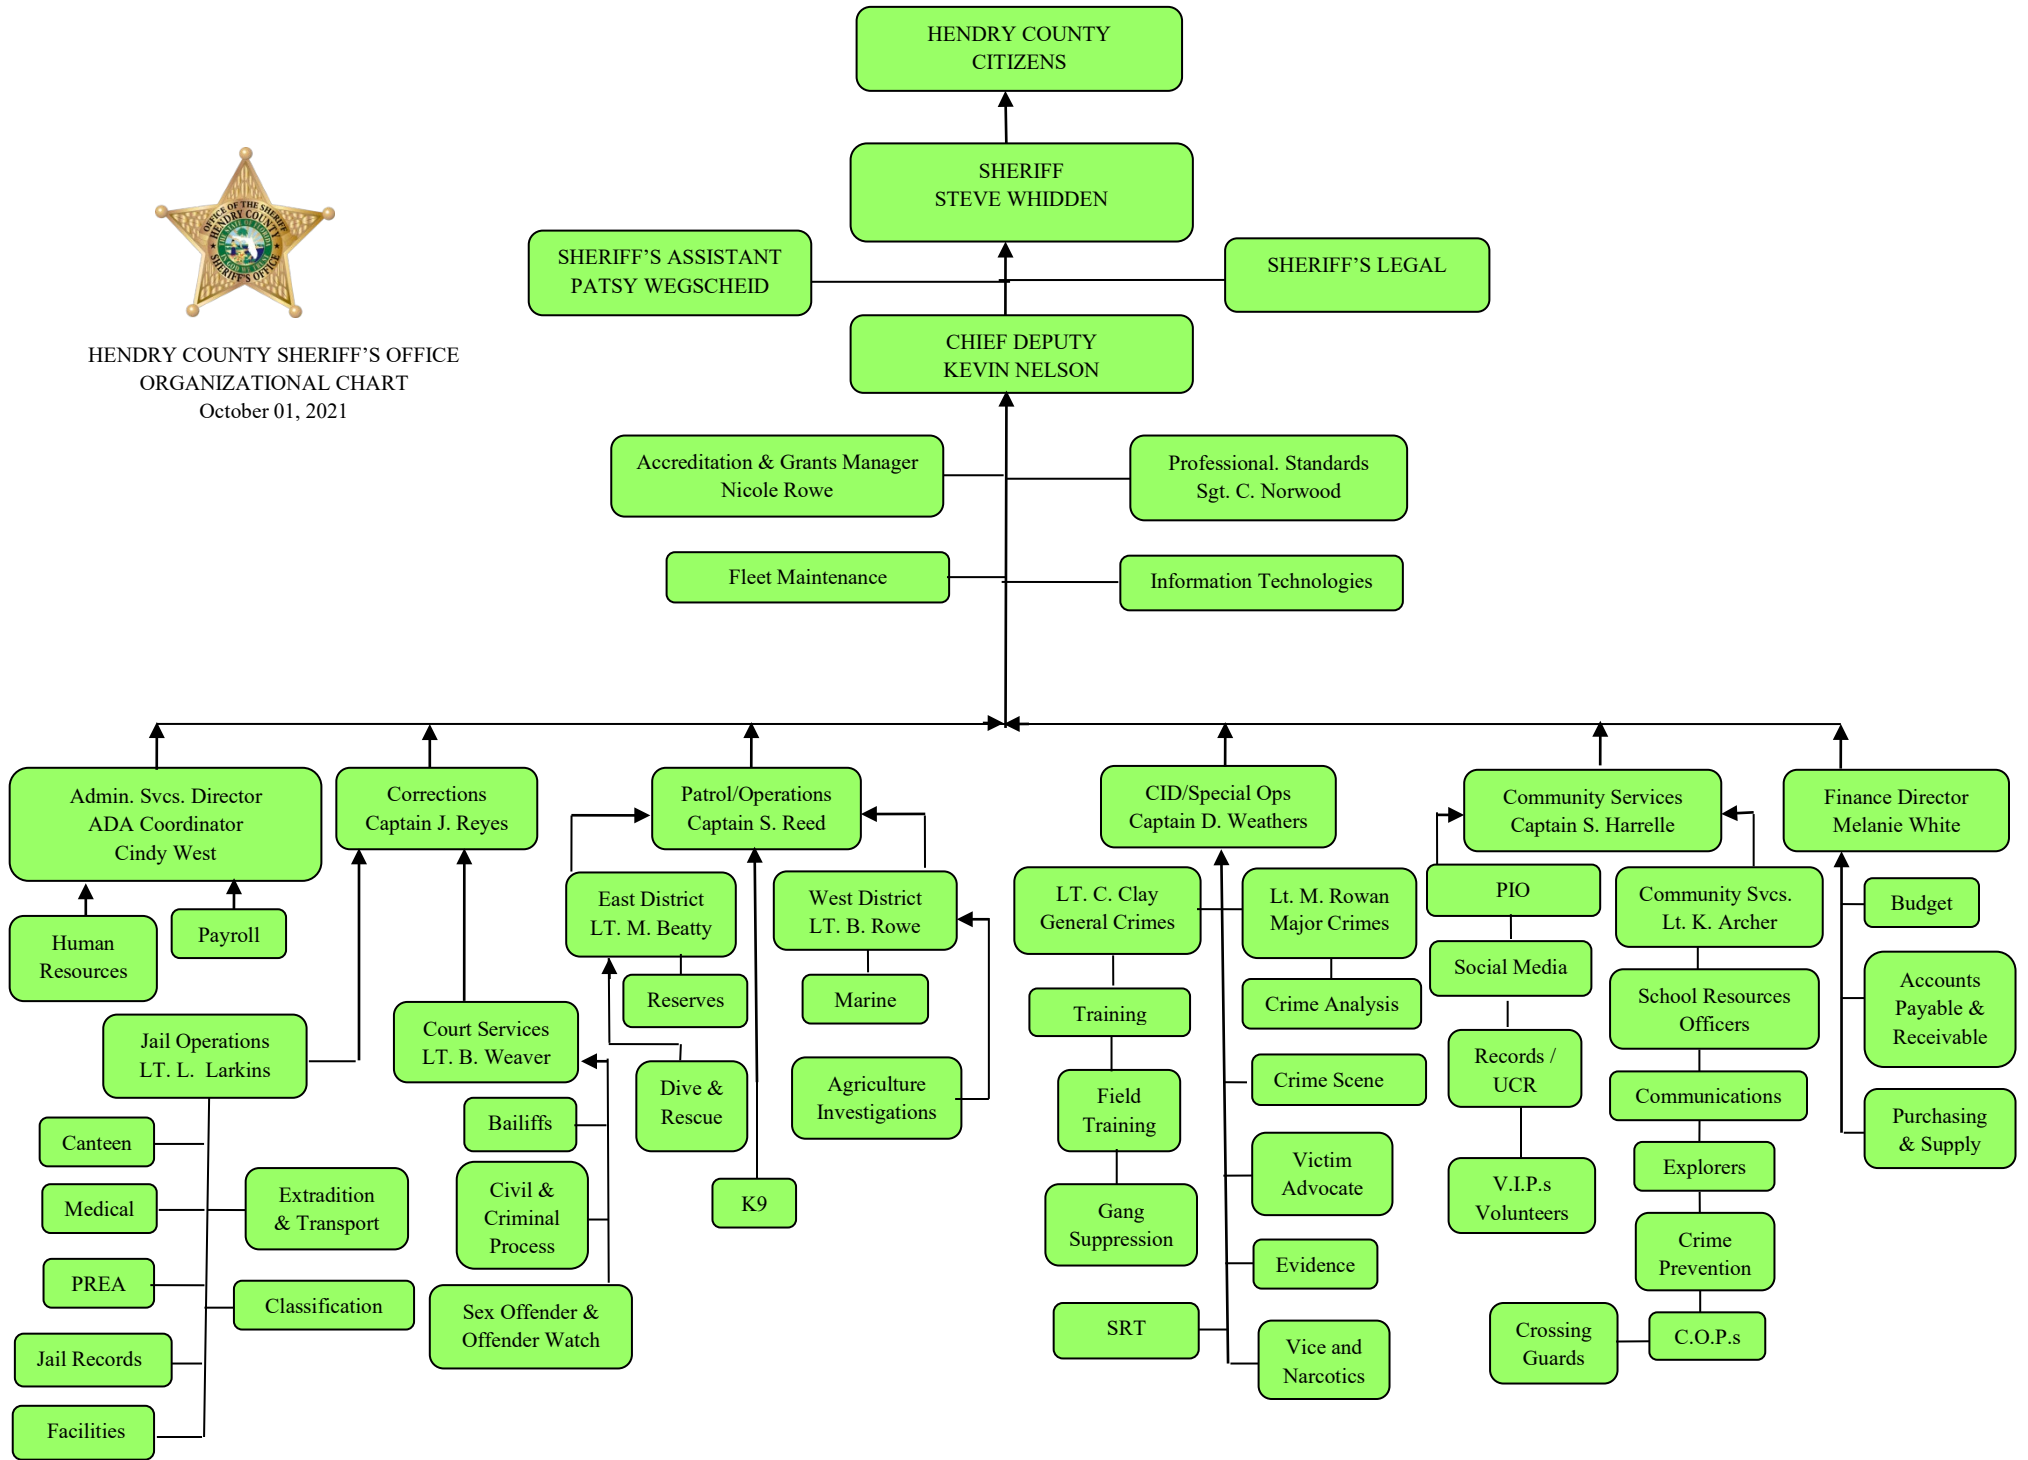 HENDRY COUNTY
CITIZENS
SHERIFF
STEVE WHIDDEN
SHERIFF’S ASSISTANT
PATSY WEGSCHEID
SHERIFF’S LEGAL
CHIEF DEPUTY
KEVIN NELSON
OFFICE OF THE SHERIFF
HENDRY COUNTY
SHERIFF'S OFFICE
HENDRY COUNTY SHERIFF’S OFFICE
ORGANIZATIONAL CHART
October 01, 2021
Accreditation & Grants Manager
Nicole Rowe
Professional. Standards
Sgt. C. Norwood
Fleet Maintenance
Information Technologies
Admin. Svcs. Director
ADA Coordinator
Cindy West
Human
Resources
Payroll
Corrections
Captain J. Reyes
Jail Operations
LT. L.  Larkins
Canteen
Medical
PREA
Jail Records
Facilities
Extradition
& Transport
Classification
Court Services
LT. B. Weaver
Bailiffs
Civil &
Criminal
Process
Sex Offender &
Offender Watch
Patrol/Operations
Captain S. Reed
East District
LT. M. Beatty
Reserves
Dive &
Rescue
K9
West District
LT. B. Rowe
Marine
Agriculture
Investigations
CID/Special Ops
Captain D. Weathers
LT. C. Clay
General Crimes
Training
Field
Training
Gang
Suppression
SRT
Lt. M. Rowan
Major Crimes
Crime Analysis
Crime Scene
Victim
Advocate
Evidence
Vice and
Narcotics
Community Services
Captain S. Harrelle
PIO
Social Media
Records /
UCR
V.I.P.s
Volunteers
Community Svcs.
Lt. K. Archer
School Resources
Officers
Communications
Explorers
Crime
Prevention
C.O.P.s
Crossing
Guards
Finance Director
Melanie White
Budget
Accounts
Payable &
Receivable
Purchasing
& Supply